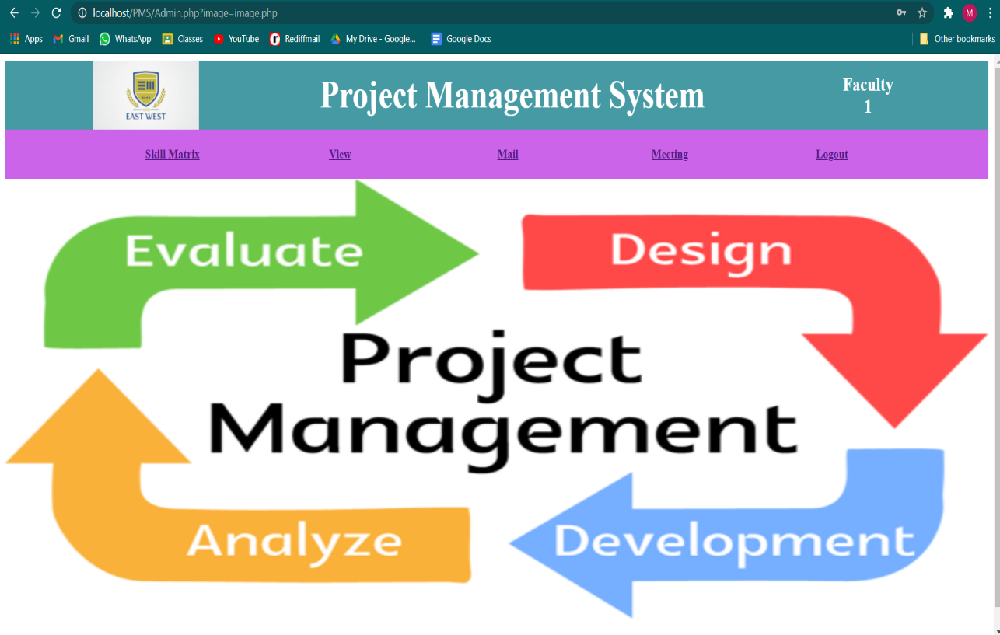 localhost/PMS/Admin.php?image=image.php
M
Apps Gmail WhatsApp Classes YouTube Rediffmail My Drive - Google... Google Docs Other bookmarks
EAST WEST
Project Management System
Faculty
1
Skill Matrix View Mail Meeting Logout
Evaluate
Design
Project
Management
Analyze
Development